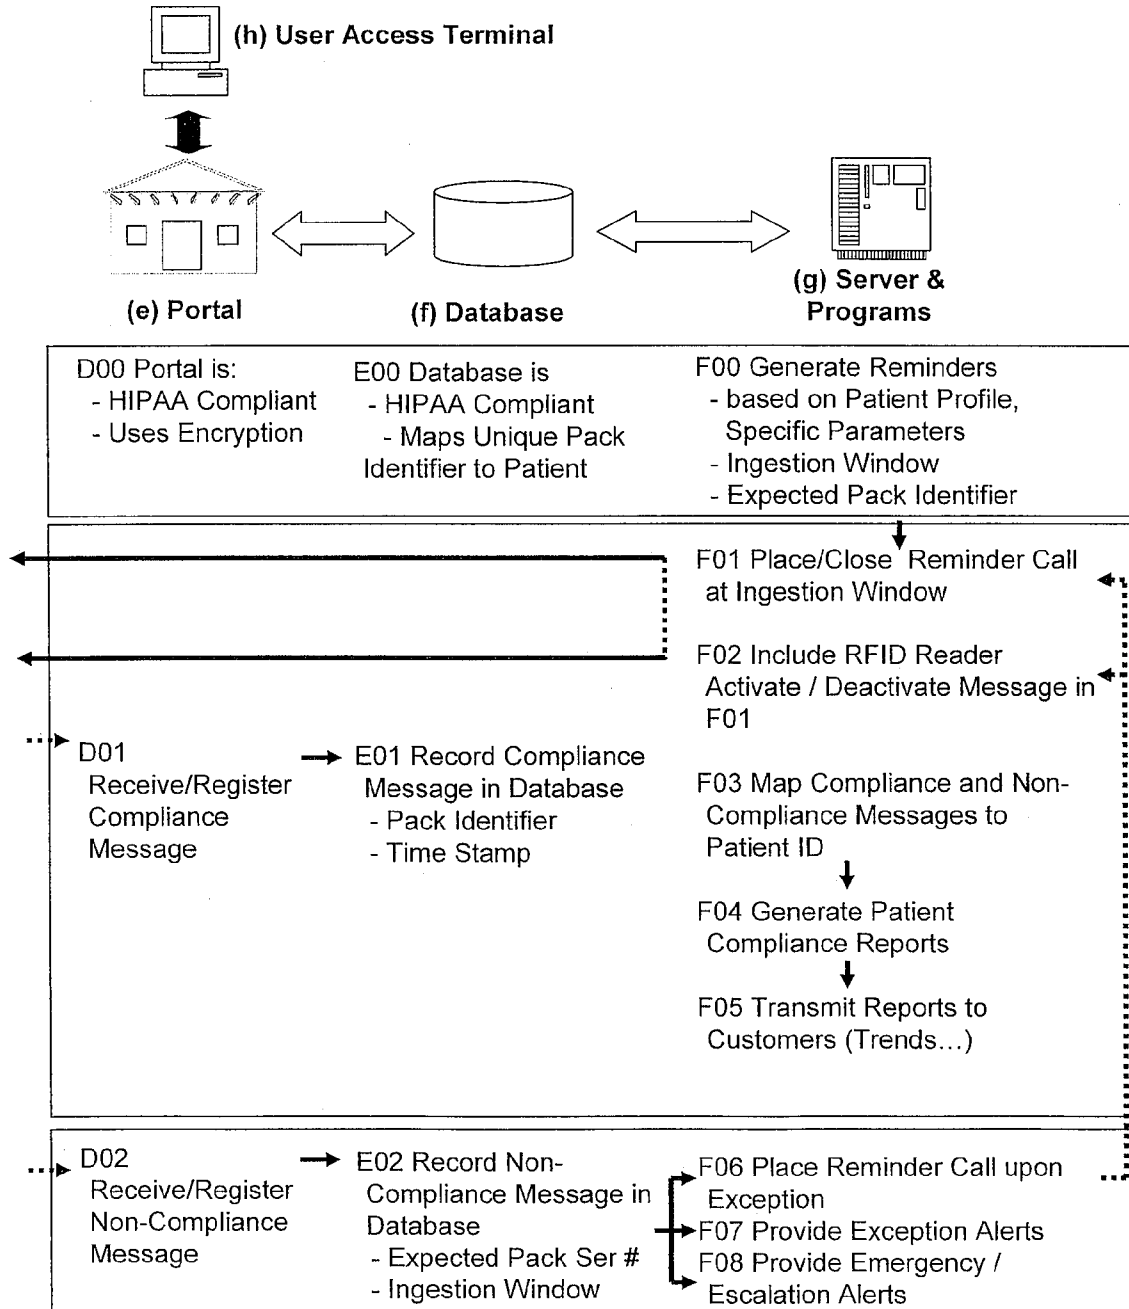 (h) User Access Terminal
(e) Portal
(f) Database
(g) Server &
Programs
D00 Portal is:
- HIPAA Compliant
- Uses Encryption
E00 Database is
- HIPAA Compliant
- Maps Unique Pack
Identifier to Patient
F00 Generate Reminders
- based on Patient Profile,
Specific Parameters
- Ingestion Window
- Expected Pack Identifier
F01 Place/Close Reminder Call
at Ingestion Window
F02 Include RFID Reader
Activate / Deactivate Message in
F01
D01
Receive/Register
Compliance
Message
E01 Record Compliance
Message in Database
- Pack Identifier
- Time Stamp
F03 Map Compliance and Non-
Compliance Messages to
Patient ID
F04 Generate Patient
Compliance Reports
F05 Transmit Reports to
Customers (Trends...)
D02
Receive/Register
Non-Compliance
Message
E02 Record Non-
Compliance Message in
Database
- Expected Pack Ser #
- Ingestion Window
F06 Place Reminder Call upon
Exception
F07 Provide Exception Alerts
F08 Provide Emergency /
Escalation Alerts